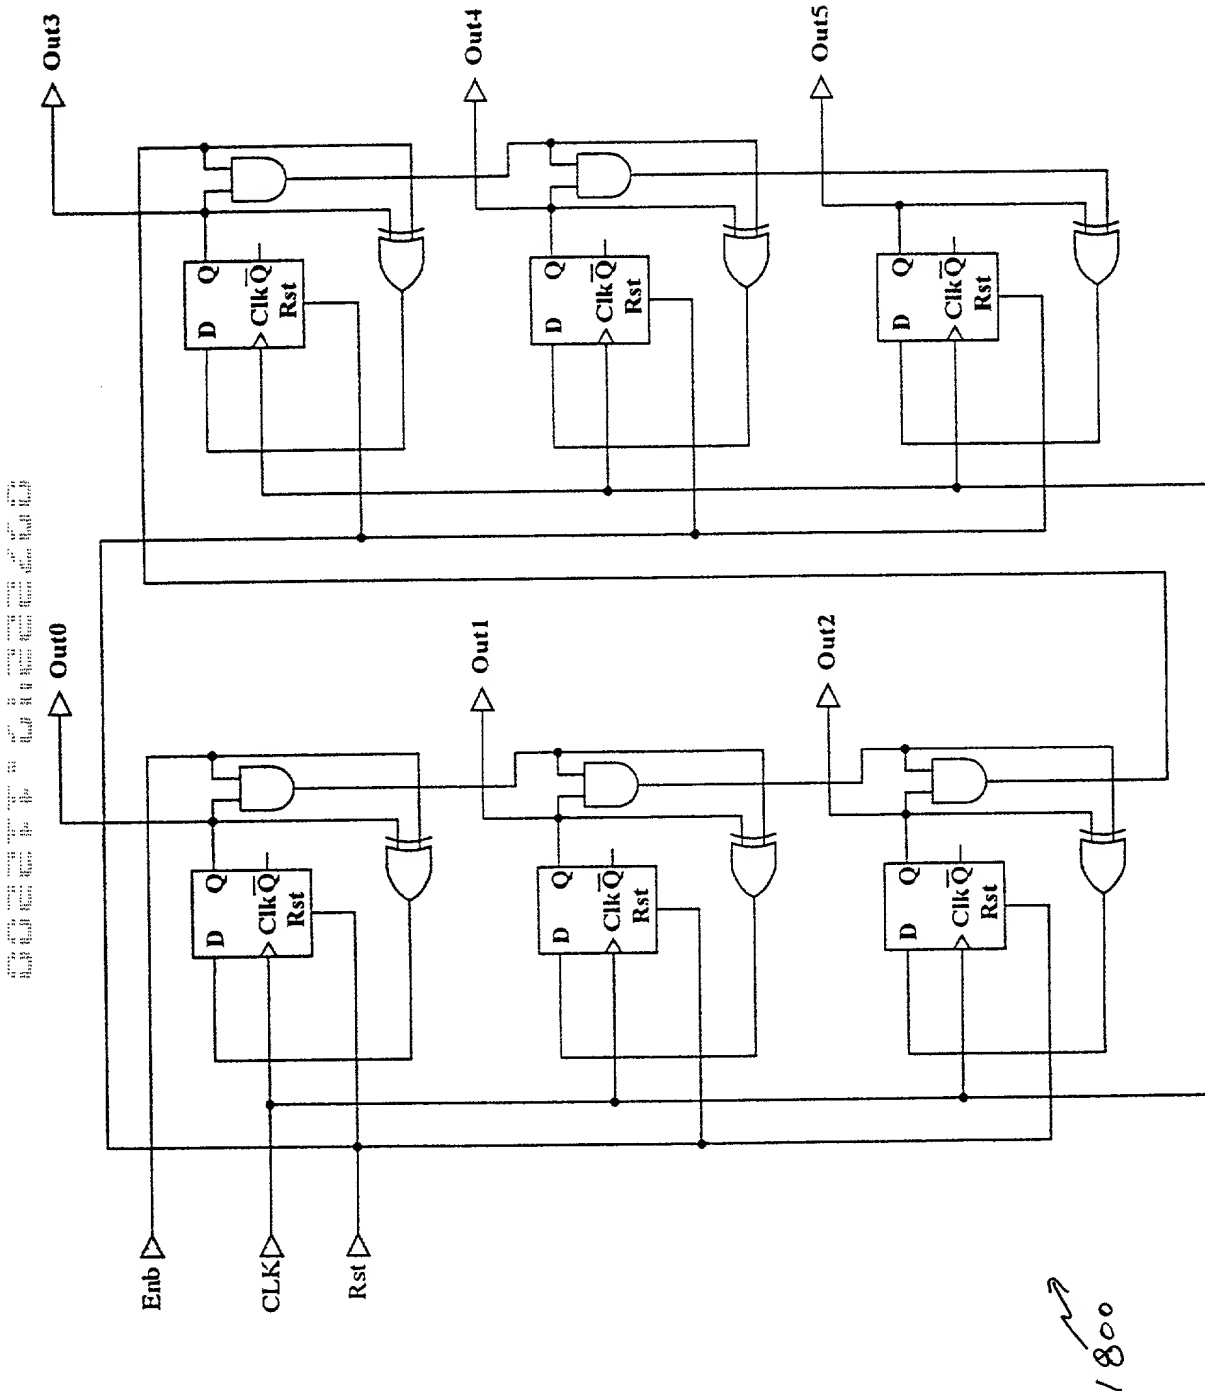 Out0
Out3
Enb
D Q
Clk Q
Rst
D Q
Clk Q
Rst
CLK
Rst
Out1
Out4
D Q
Clk Q
Rst
D Q
Clk Q
Rst
Out2
Out5
D Q
Clk Q
Rst
D Q
Clk Q
Rst
1800